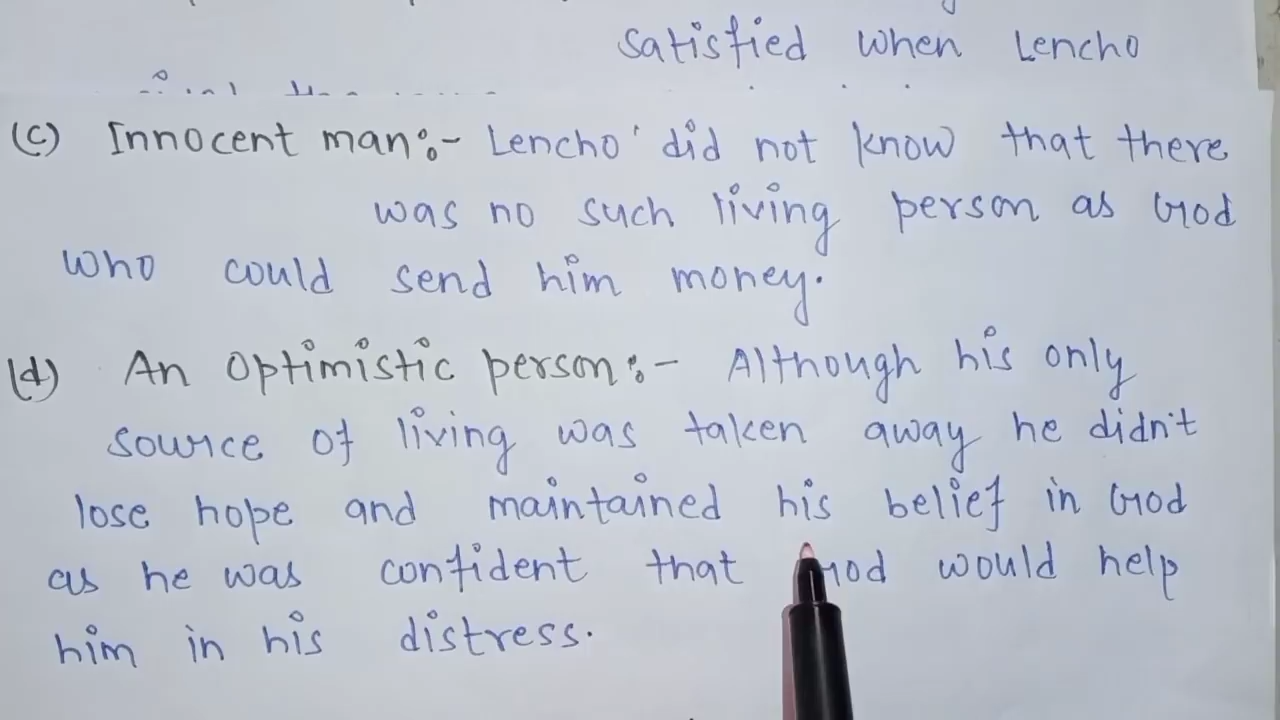 satisfied when Lencho
(c) Innocent man:- Lencho' did not know that there
was no such living person as God
who could send him money.
(d) An Optimistic person:- Although his only
source of living was taken away he didn't
lose hope and maintained his belief in God
as he was confident that God would help
him in his distress.